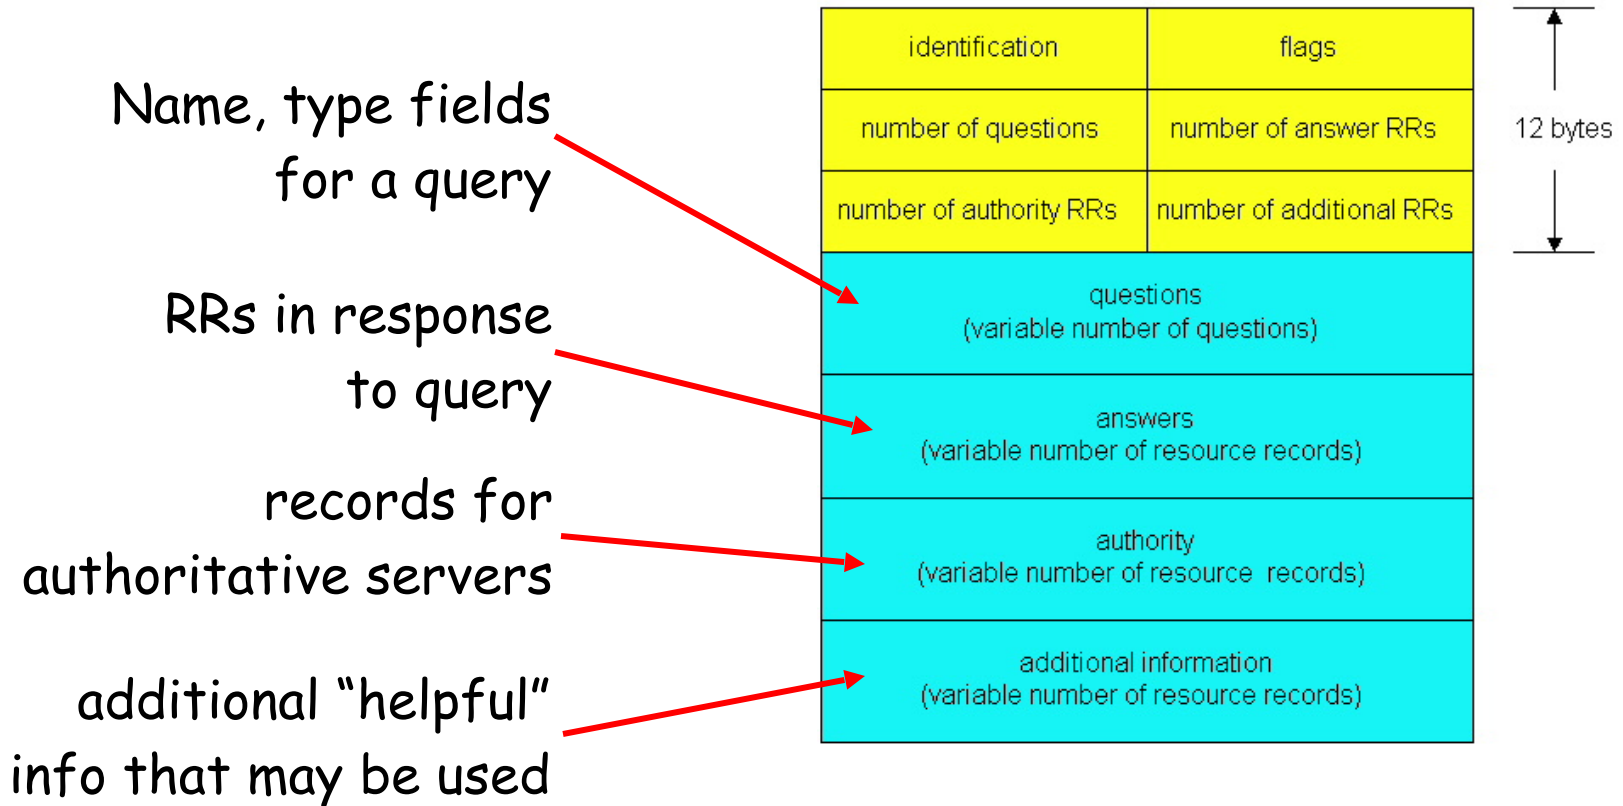 Name, type fields
for a query
RRs in response
to query
records for
authoritative servers
additional “helpful”
info that may be used
identification
flags
number of questions
number of answer RRs
number of authority RRs
number of additional RRs
12 bytes
questions
(variable number of questions)
answers
(variable number of resource records)
authority
(variable number of resource records)
additional information
(variable number of resource records)